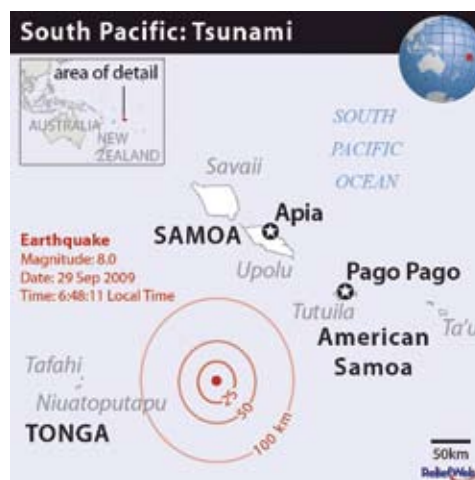 South Pacific: Tsunami
area of detail
AUSTRALIA
NEW
ZEALAND
SOUTH
PACIFIC
OCEAN
Savaii
Apia
SAMOA
Upolu
Earthquake
Magnitude: 8.0
Date: 29 Sep 2009
Time: 6:48:11 Local Time
Pago Pago
Tutuila
Ta'u
American
Samoa
Tafahi
Niuatoputapu
TONGA
25
50
100 km
50km
ReliefWeb